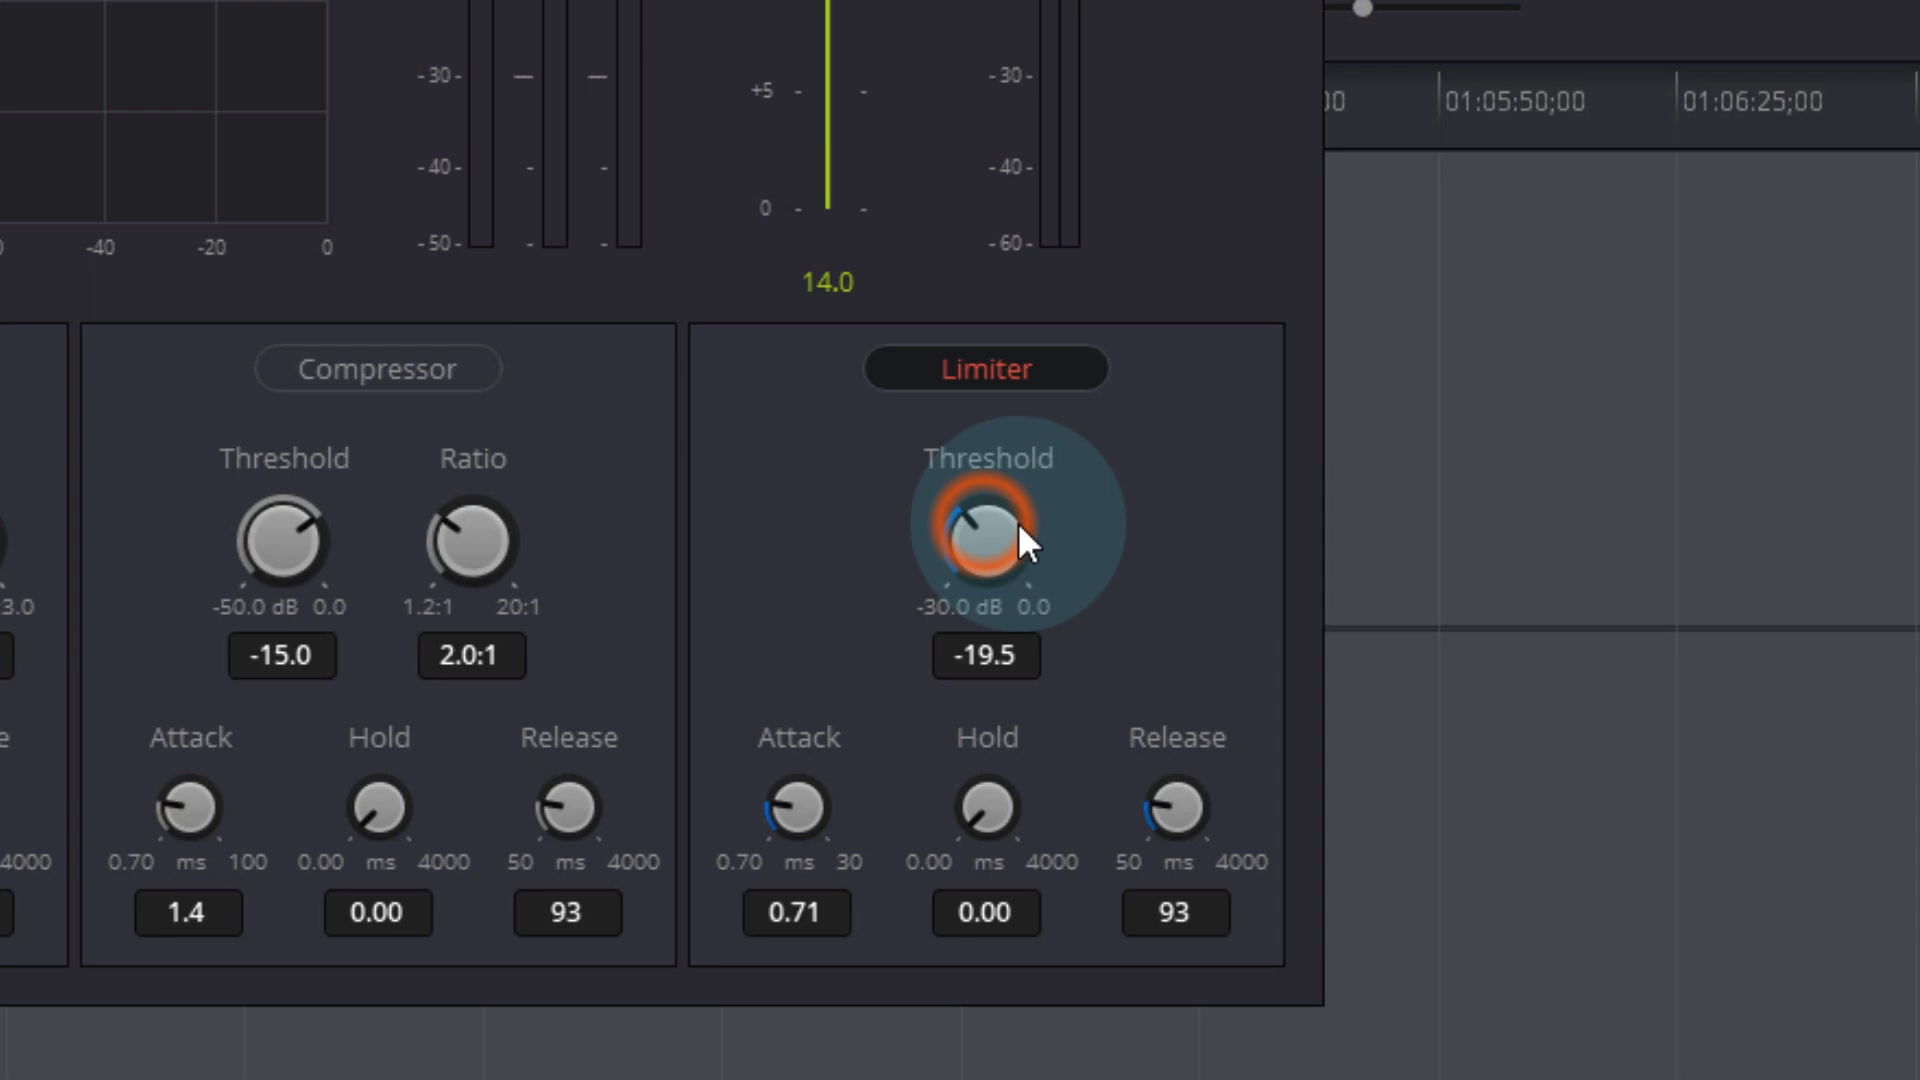 -30-
+5
-30-
00
01:05:50;00
01:06:25;00
-40-
-40-
0
-40
-20
0
-50-
-60-
14.0
Compressor
Limiter
Threshold
Ratio
Threshold
3.0
-50.0 dB 0.0
1.2:1 20:1
-30.0 dB 0.0
-15.0
2.0:1
-19.5
e
Attack
Hold
Release
Attack
Hold
Release
4000
0.70 ms 100
0.00 ms 4000
50 ms 4000
0.70 ms 30
0.00 ms 4000
50 ms 4000
1.4
0.00
93
0.71
0.00
93